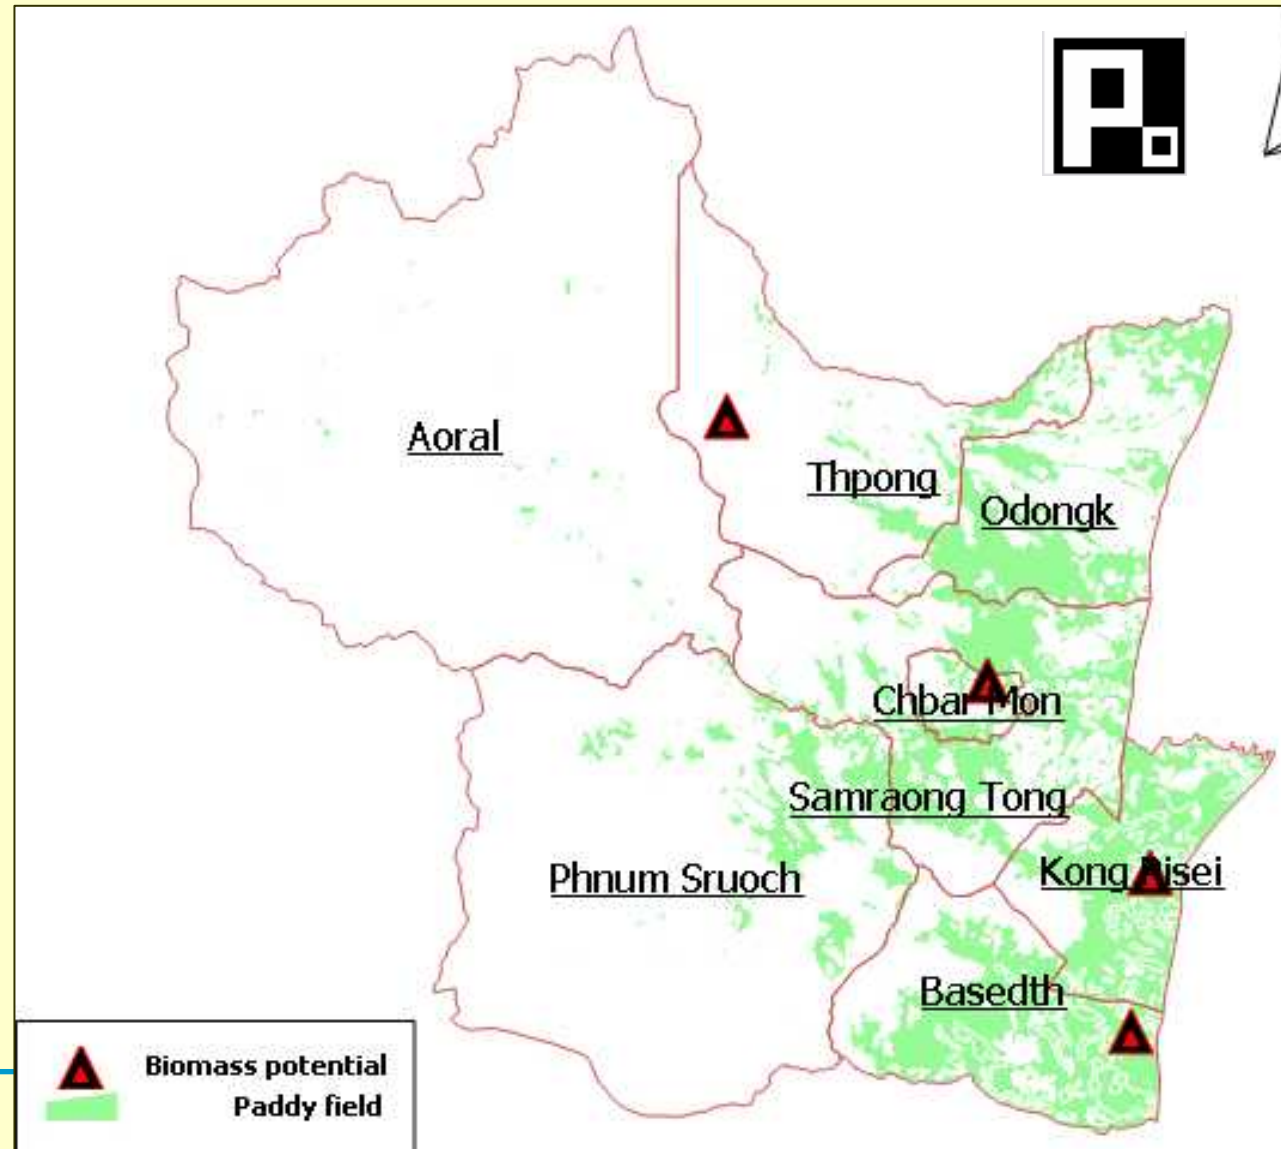 P.
Aoral
Thpong
Odongk
Chbar Mon
Samraong Tong
Kong Pisei
Phnum Sruoch
Basedth
Biomass potential
Paddy field